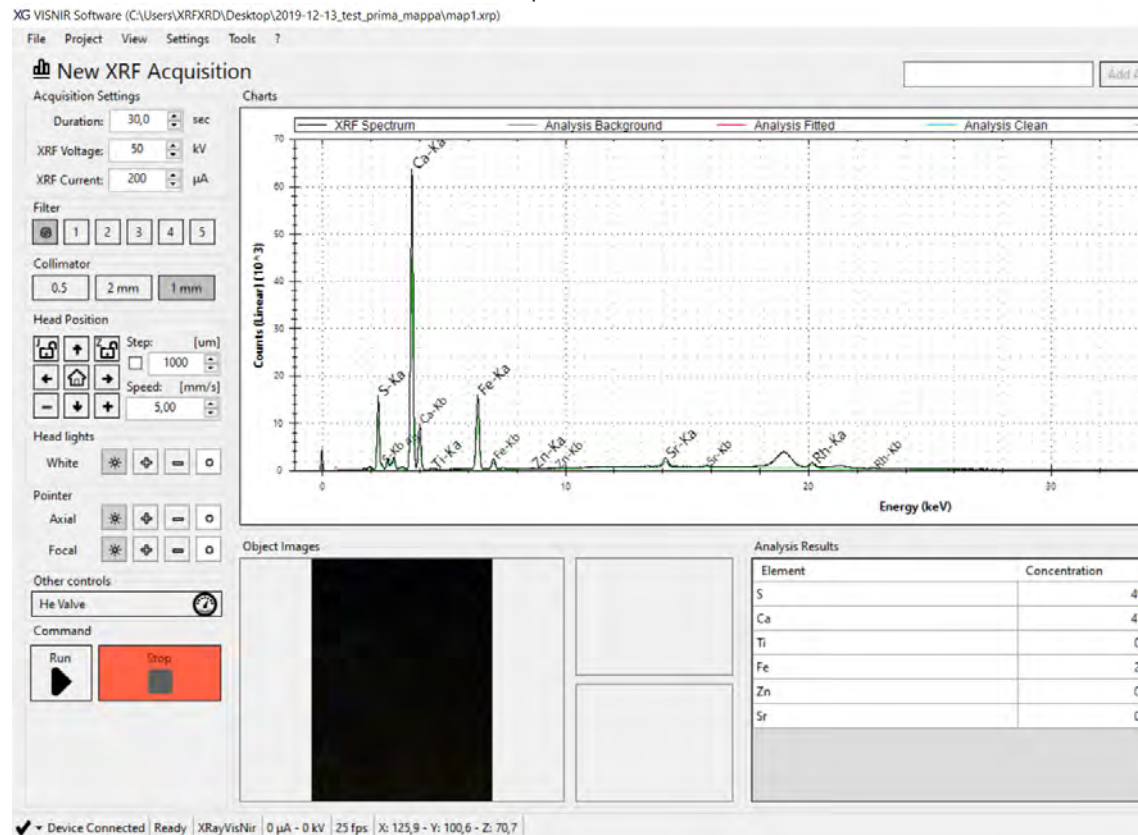 XG VISNIR Software (C:\Users\XRFXRD\Desktop\2019-12-13_test_prima_mappa\map1.xrp)
File Project View Settings Tools ?
New XRF Acquisition
Add A
Acquisition Settings
Duration: 30,0 sec
XRF Voltage: 50 kV
XRF Current: 200 µA
Filter
1 2 3 4 5
Collimator
0.5 2 mm 1 mm
Head Position
Step: [um]
1000
Speed: [mm/s]
5,00
Head lights
White
Pointer
Axial
Focal
Other controls
He Valve
Command
Run Stop
Charts
XRF Spectrum Analysis Background Analysis Fitted Analysis Clean
Counts (Linear) (10^3)
70
60
50
40
30
20
10
0
S-Ka
Ca-Ka
Ca-Kb
Ti-Ka
Fe-Ka
Fe-Kb
Zn-Ka
Zn-Kb
Sr-Ka
Sr-Kb
Rh-Ka
Rh-Kb
0 10 20 30
Energy (keV)
Object Images
Analysis Results
Element Concentration
S 4
Ca 4
Ti 0
Fe 2
Zn 0
Sr 0
Device Connected Ready XRayVisNir 0 µA - 0 kV 25 fps X: 125,9 - Y: 100,6 - Z: 70,7